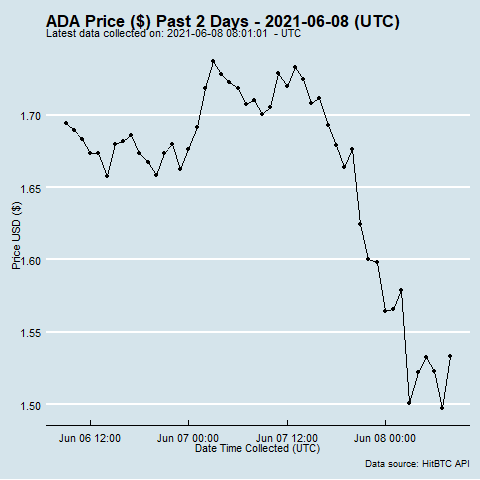 ADA Price ($) Past 2 Days - 2021-06-08 (UTC)
Latest data collected on: 2021-06-08 08:01:01 - UTC
Price USD ($)
1.70
1.65
1.60
1.55
1.50
Jun 06 12:00 Jun 07 00:00 Jun 07 12:00 Jun 08 00:00
Date Time Collected (UTC)
Data source: HitBTC API